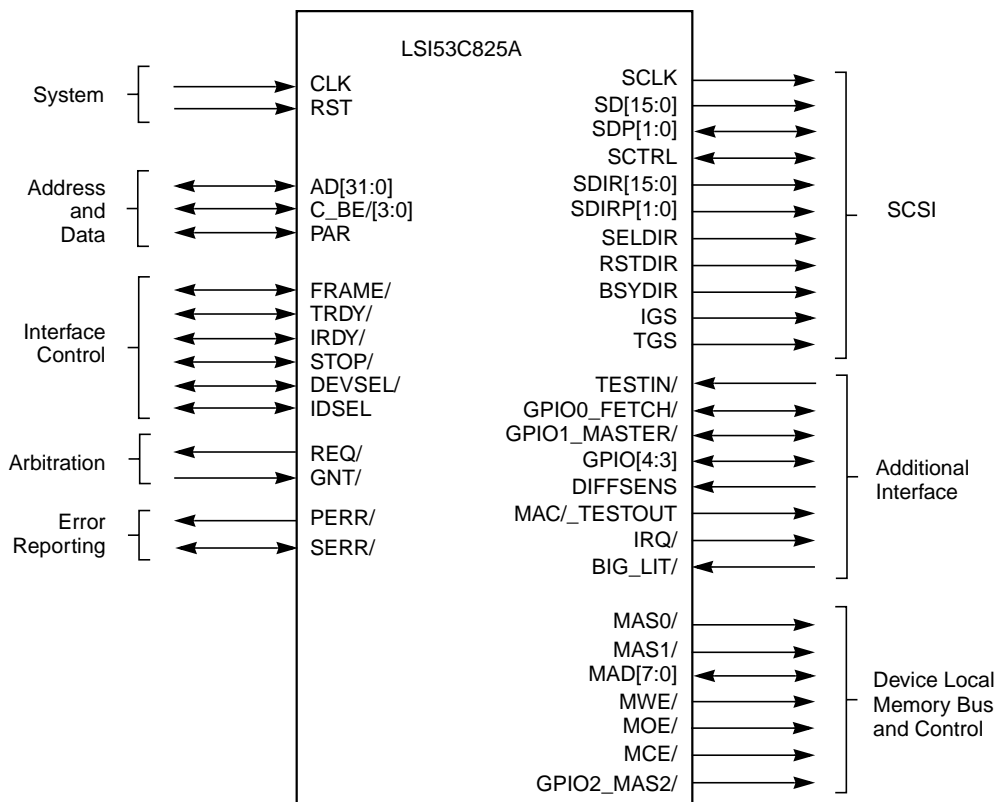 LSI53C825A
System
CLK
RST
Address
and
Data
AD[31:0]
C_BE/[3:0]
PAR
Interface
Control
FRAME/
TRDY/
IRDY/
STOP/
DEVSEL/
IDSEL
Arbitration
REQ/
GNT/
Error
Reporting
PERR/
SERR/
SCLK
SD[15:0]
SDP[1:0]
SCTRL
SDIR[15:0]
SDIRP[1:0]
SELDIR
RSTDIR
BSYDIR
IGS
TGS
SCSI
TESTIN/
GPIO0_FETCH/
GPIO1_MASTER/
GPIO[4:3]
DIFFSENS
MAC/_TESTOUT
IRQ/
BIG_LIT/
Additional
Interface
MAS0/
MAS1/
MAD[7:0]
MWE/
MOE/
MCE/
GPIO2_MAS2/
Device Local
Memory Bus
and Control